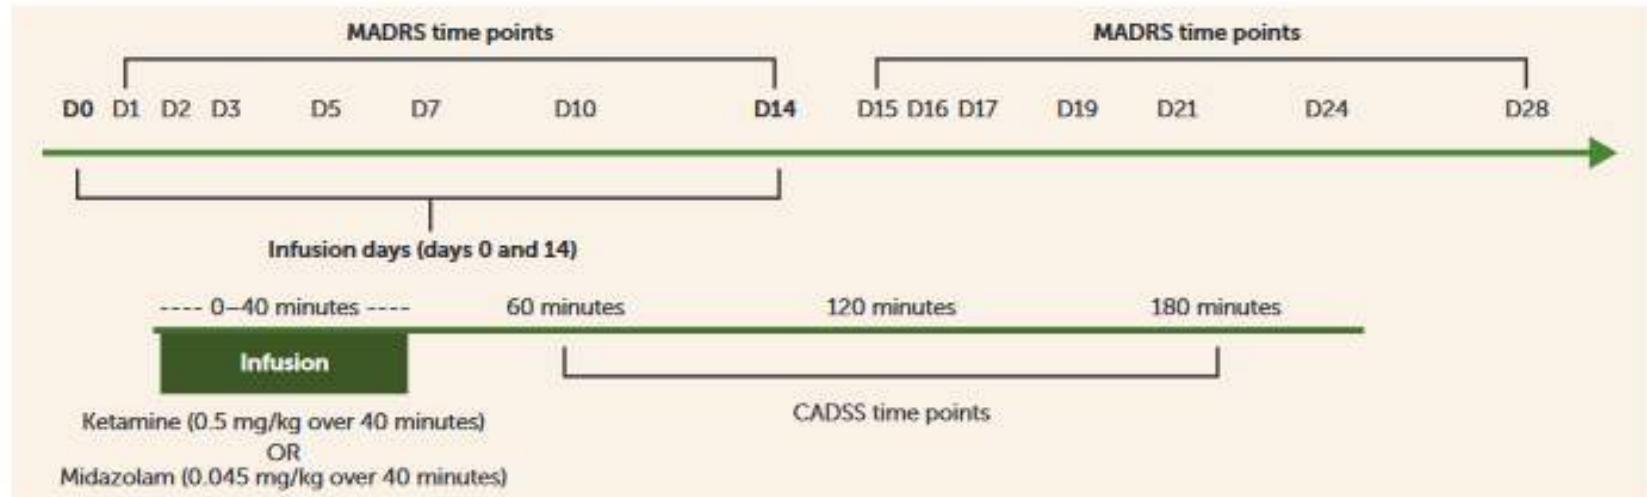 MADRS time points MADRS time points
D0 D1 D2 D3 D5 D7 D10 D14 D15 D16 D17 D19 D21 D24 D28
Infusion days (days 0 and 14)
---- 0–40 minutes ---- 60 minutes 120 minutes 180 minutes
Infusion
CADSS time points
Ketamine (0.5 mg/kg over 40 minutes)
OR
Midazolam (0.045 mg/kg over 40 minutes)